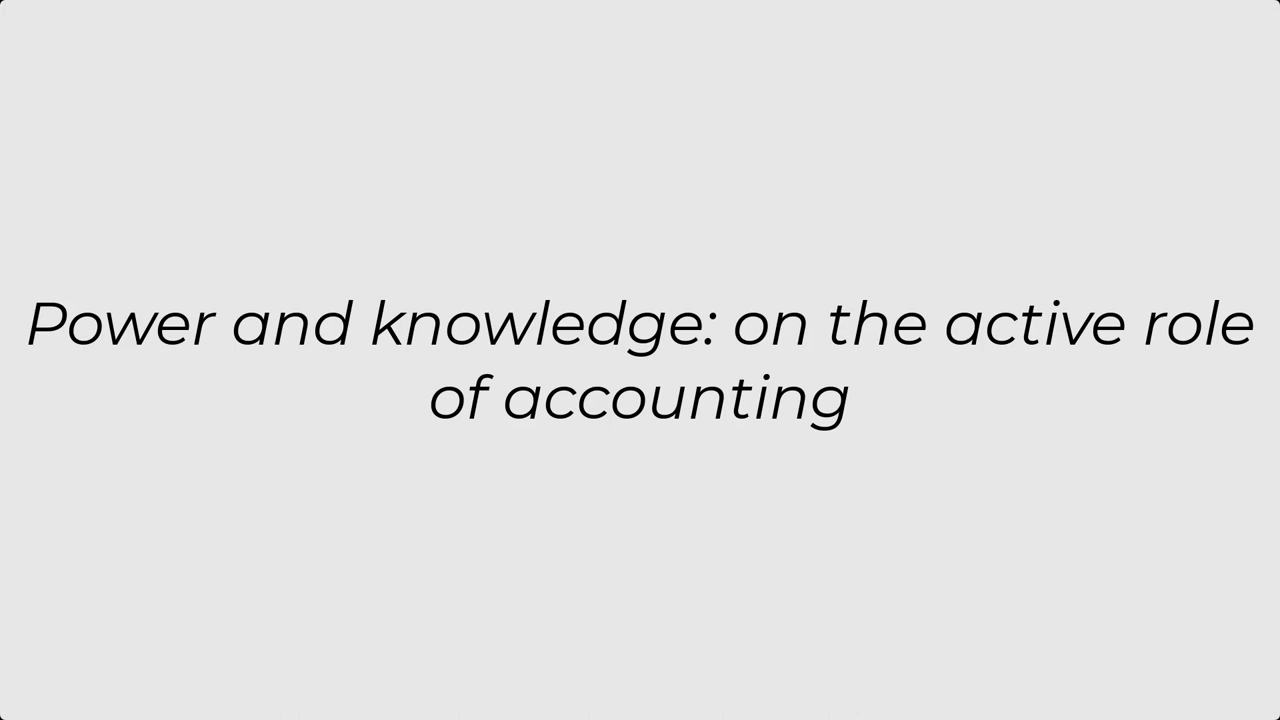 Power and knowledge: on the active role
of accounting